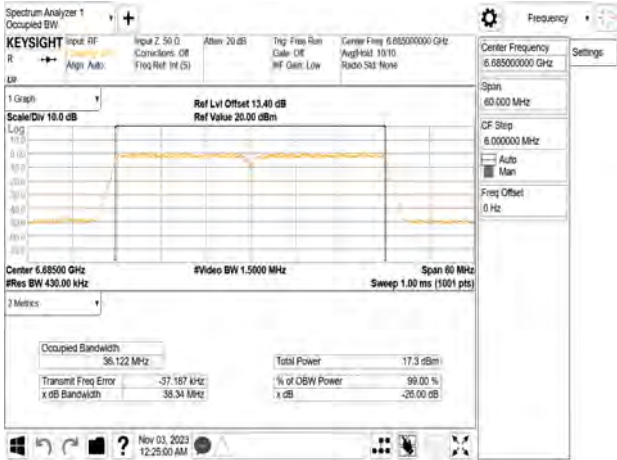 Spectrum Analyzer 1
Occupied BW
+
Frequency
KEYSIGHT
Input: RF
Input Z: 50 Ω
Atten: 20 dB
Trig: Free Run
Center Freq: 6.685000000 GHz
R
Corrections: Off
Gate: Off
Avg|Hold: 10/10
Align: Auto
Freq Ref: Int (S)
#IF Gain: Low
Radio Std: None
Center Frequency
6.685000000 GHz
Settings
Span
60.000 MHz
CF Step
6.000000 MHz
Auto
Man
Freq Offset
0 Hz
1 Graph
Scale/Div 10.0 dB
Ref Lvl Offset 13.40 dB
Ref Value 20.00 dBm
Log
10.0
0.00
Center 6.68500 GHz
#Video BW 1.5000 MHz
Span 60 MHz
#Res BW 430.00 kHz
Sweep 1.00 ms (1001 pts)
2 Metrics
Occupied Bandwidth
36.122 MHz
Total Power
17.3 dBm
Transmit Freq Error
-37.187 kHz
% of OBW Power
99.00 %
x dB Bandwidth
38.34 MHz
x dB
-26.00 dB
?
Nov 03, 2023
12:25:00 AM